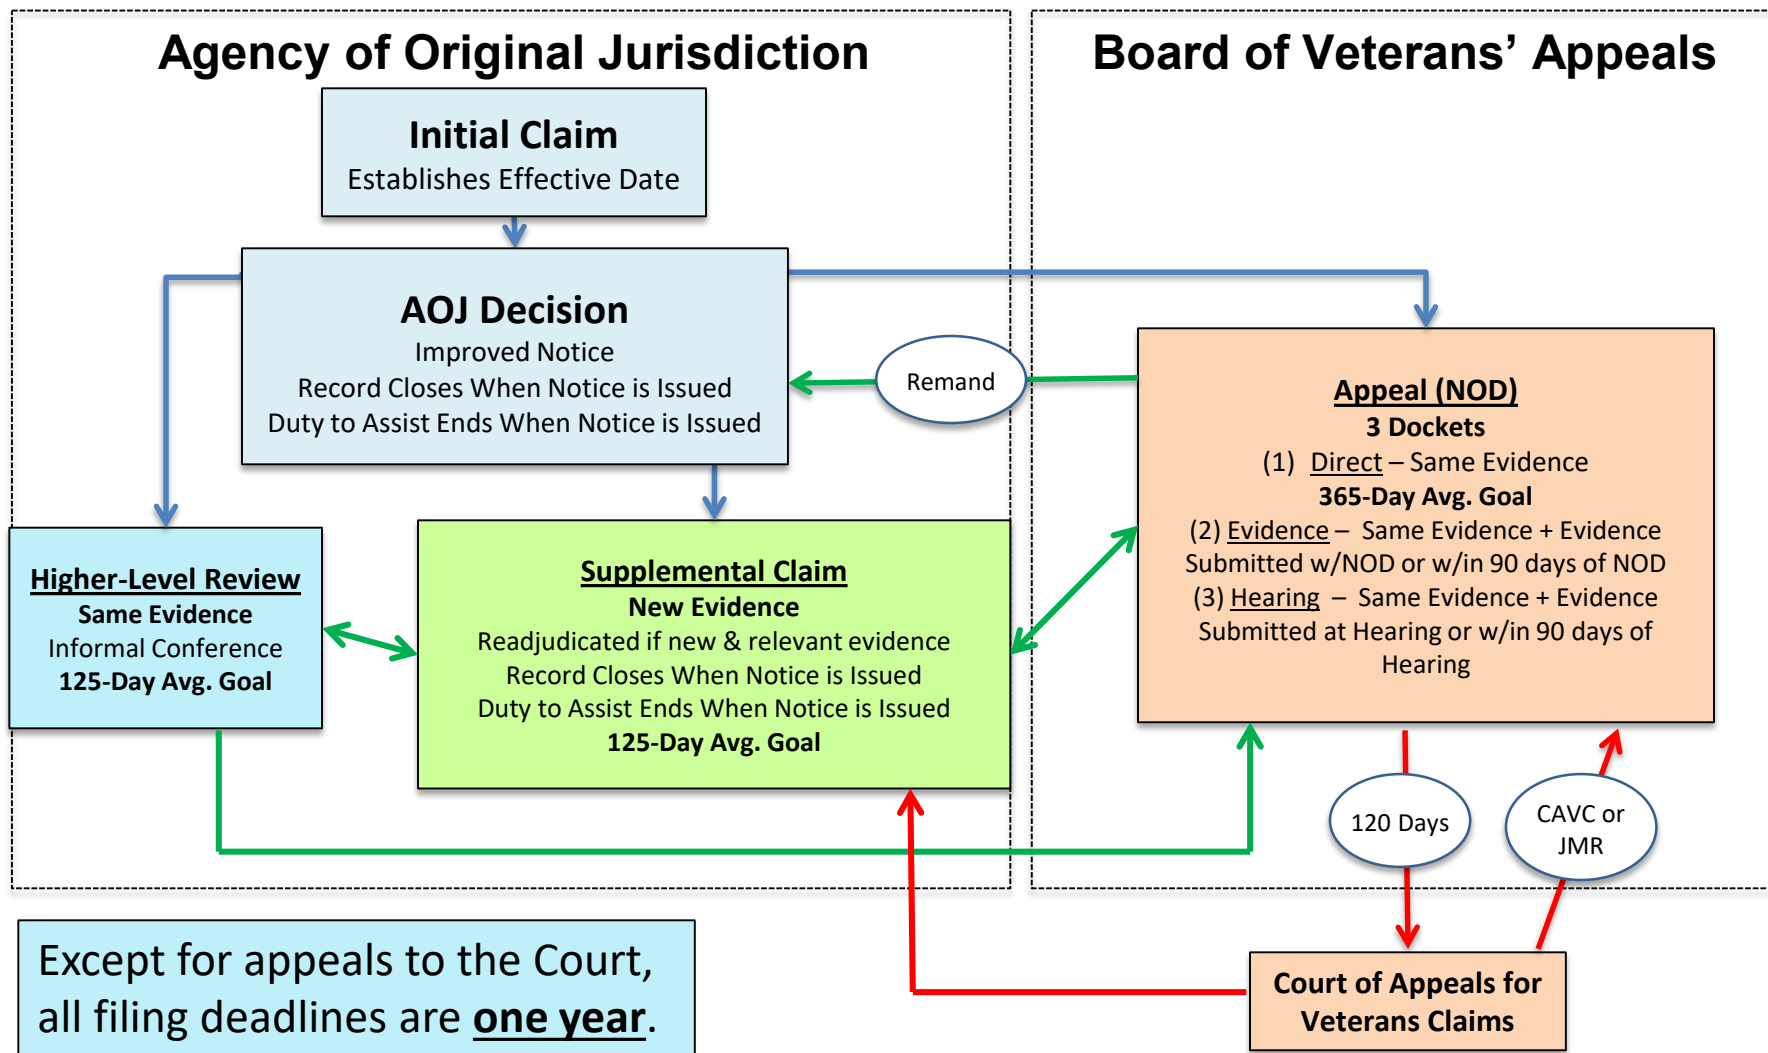 Agency of Original Jurisdiction
Board of Veterans’ Appeals
Initial Claim
Establishes Effective Date
AOJ Decision
Improved Notice
Record Closes When Notice is Issued
Duty to Assist Ends When Notice is Issued
Remand
Appeal (NOD)
3 Dockets
(1) Direct – Same Evidence
365-Day Avg. Goal
(2) Evidence – Same Evidence + Evidence
Submitted w/NOD or w/in 90 days of NOD
(3) Hearing – Same Evidence + Evidence
Submitted at Hearing or w/in 90 days of
Hearing
Higher-Level Review
Same Evidence
Informal Conference
125-Day Avg. Goal
Supplemental Claim
New Evidence
Readjudicated if new & relevant evidence
Record Closes When Notice is Issued
Duty to Assist Ends When Notice is Issued
125-Day Avg. Goal
120 Days
CAVC or
JMR
Court of Appeals for
Veterans Claims
Except for appeals to the Court,
all filing deadlines are one year.